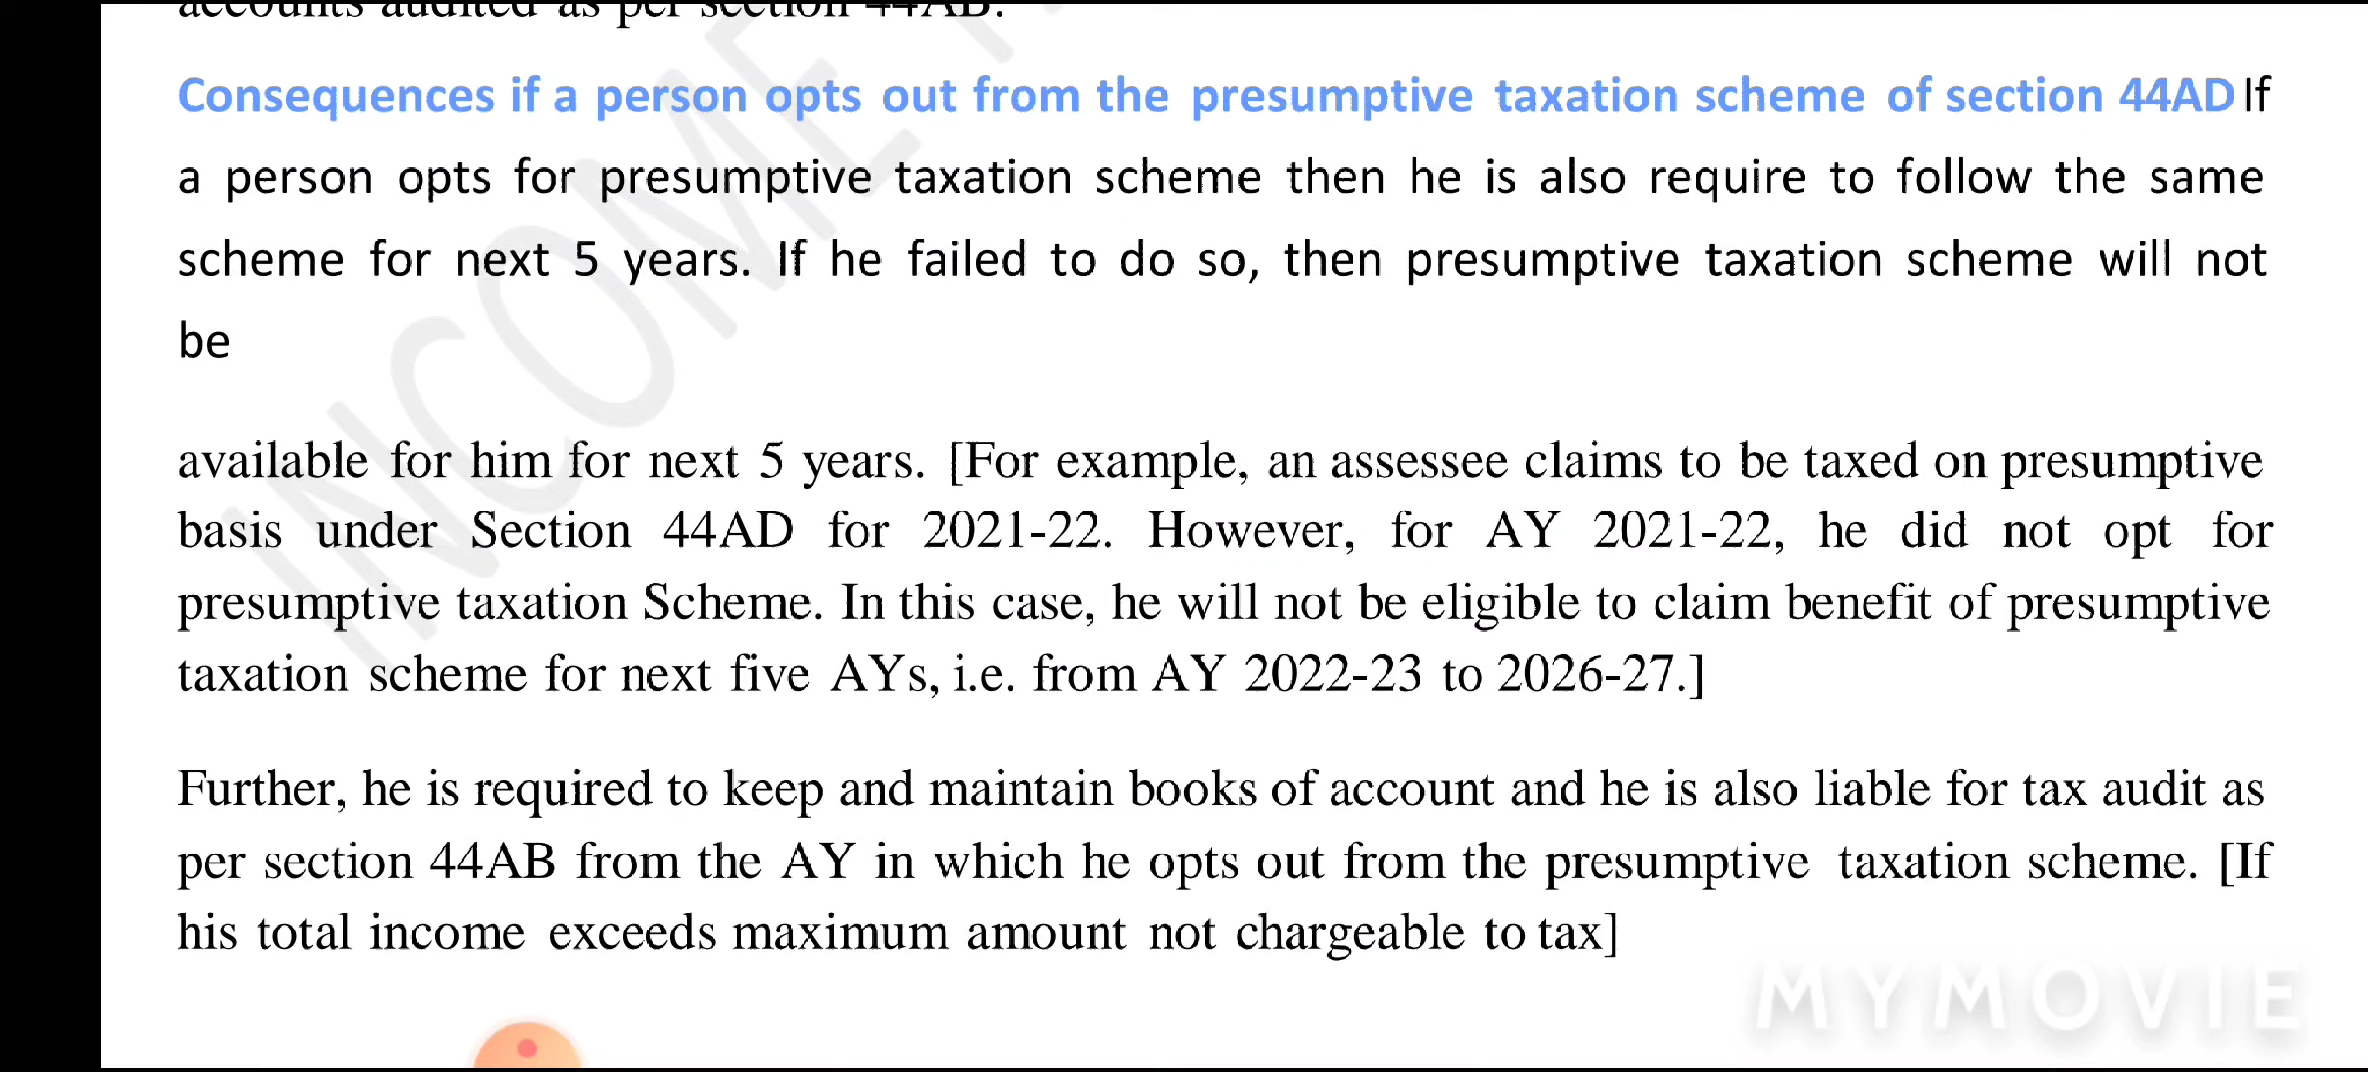 accounts audited as per section 44AB.
Consequences if a person opts out from the presumptive taxation scheme of section 44AD If
a person opts for presumptive taxation scheme then he is also require to follow the same
scheme for next 5 years. If he failed to do so, then presumptive taxation scheme will not
be
available for him for next 5 years. [For example, an assessee claims to be taxed on presumptive
basis under Section 44AD for 2021-22. However, for AY 2021-22, he did not opt for
presumptive taxation Scheme. In this case, he will not be eligible to claim benefit of presumptive
taxation scheme for next five AYs, i.e. from AY 2022-23 to 2026-27.]
Further, he is required to keep and maintain books of account and he is also liable for tax audit as
per section 44AB from the AY in which he opts out from the presumptive taxation scheme. [If
his total income exceeds maximum amount not chargeable to tax]
INCOME
MYMOVIE